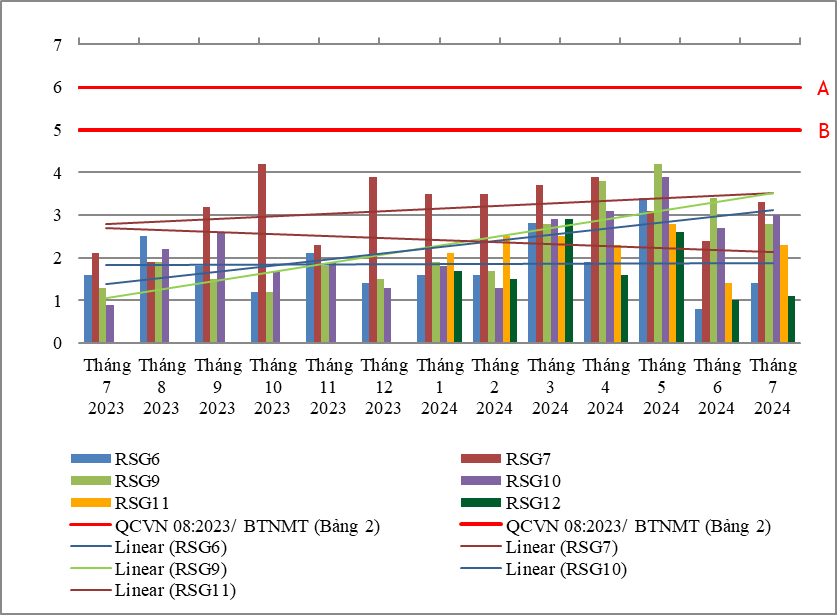 7
6
A
5
B
4
3
2
1
0
Tháng Tháng Tháng Tháng Tháng Tháng Tháng Tháng Tháng Tháng Tháng Tháng Tháng
7 8 9 10 11 12 1 2 3 4 5 6 7
2023 2023 2023 2023 2023 2023 2024 2024 2024 2024 2024 2024 2024
RSG6 RSG7
RSG9 RSG10
RSG11 RSG12
QCVN 08:2023/ BTNMT (Bảng 2) QCVN 08:2023/ BTNMT (Bảng 2)
Linear (RSG6) Linear (RSG7)
Linear (RSG9) Linear (RSG10)
Linear (RSG11)